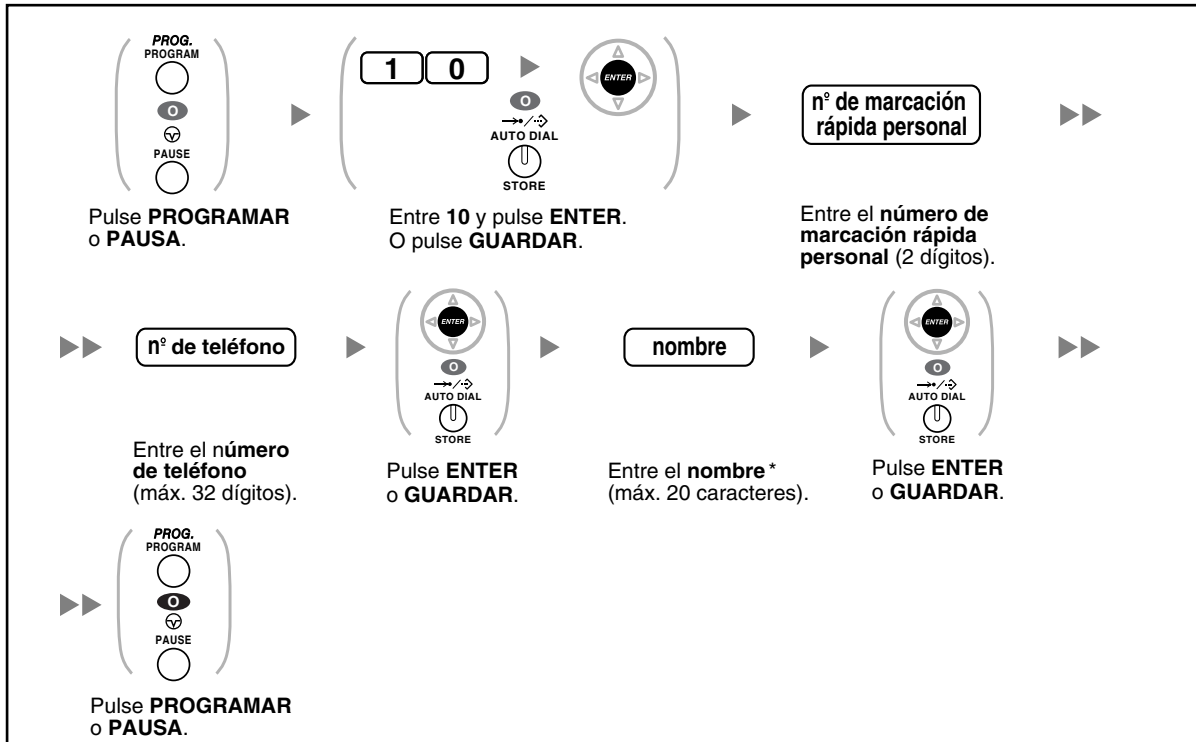 PROG.
PROGRAM
O
PAUSE
Pulse PROGRAMAR
o PAUSA.
1 0
ENTER
O
AUTO DIAL
STORE
Entre 10 y pulse ENTER.
O pulse GUARDAR.
nº de marcación
rápida personal
Entre el número de
marcación rápida
personal (2 dígitos).
nº de teléfono
Entre el número
de teléfono
(máx. 32 dígitos).
ENTER
O
AUTO DIAL
STORE
Pulse ENTER
o GUARDAR.
nombre
Entre el nombre *
(máx. 20 caracteres).
ENTER
O
AUTO DIAL
STORE
Pulse ENTER
o GUARDAR.
PROG.
PROGRAM
O
PAUSE
Pulse PROGRAMAR
o PAUSA.